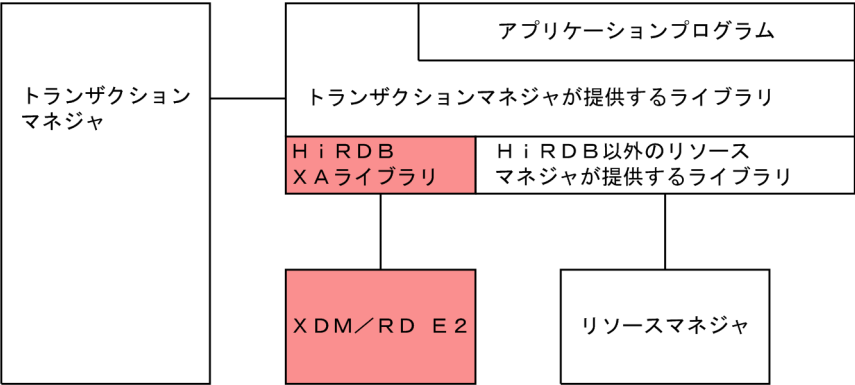 アプリケーションプログラム
トランザクション
マネジャ
トランザクションマネジャが提供するライブラリ
ＨｉＲＤＢ
ＸＡライブラリ
ＨｉＲＤＢ以外のリソース
マネジャが提供するライブラリ
ＸＤＭ／ＲＤ Ｅ２
リソースマネジャ